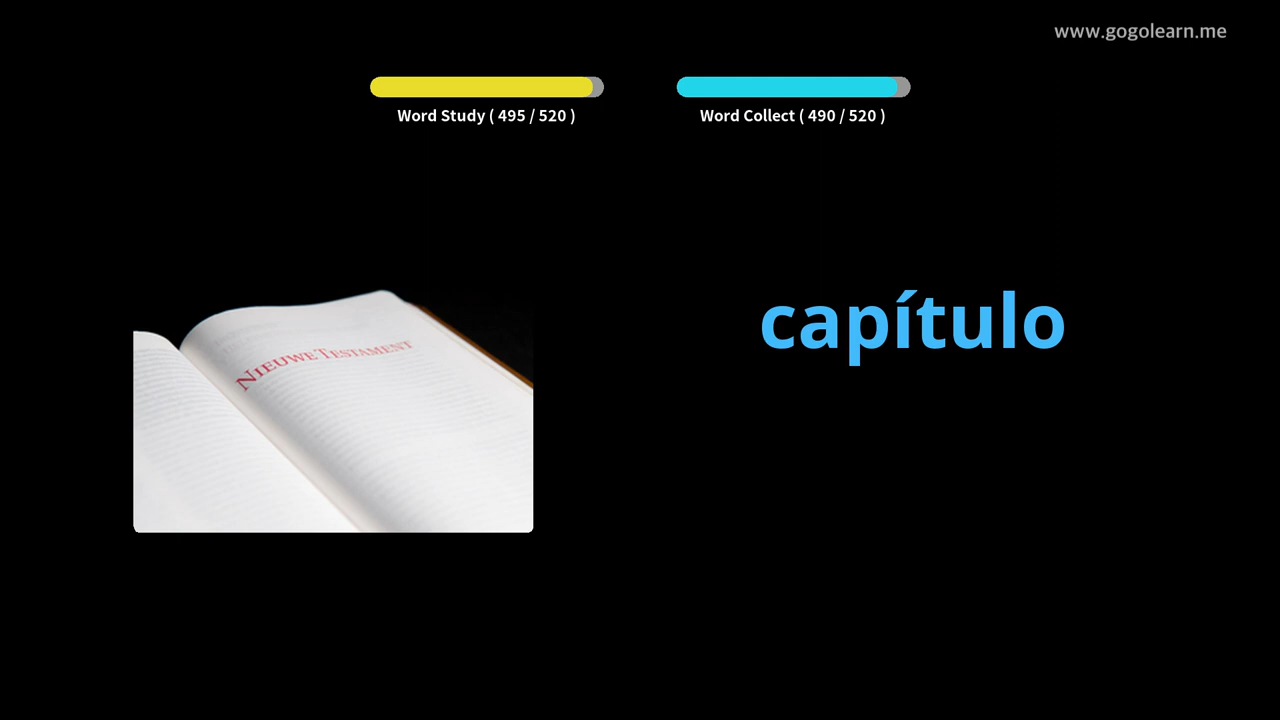 www.gogolearn.me
Word Study ( 495 / 520 )
Word Collect ( 490 / 520 )
capítulo
NIEUWE TESTAMENT